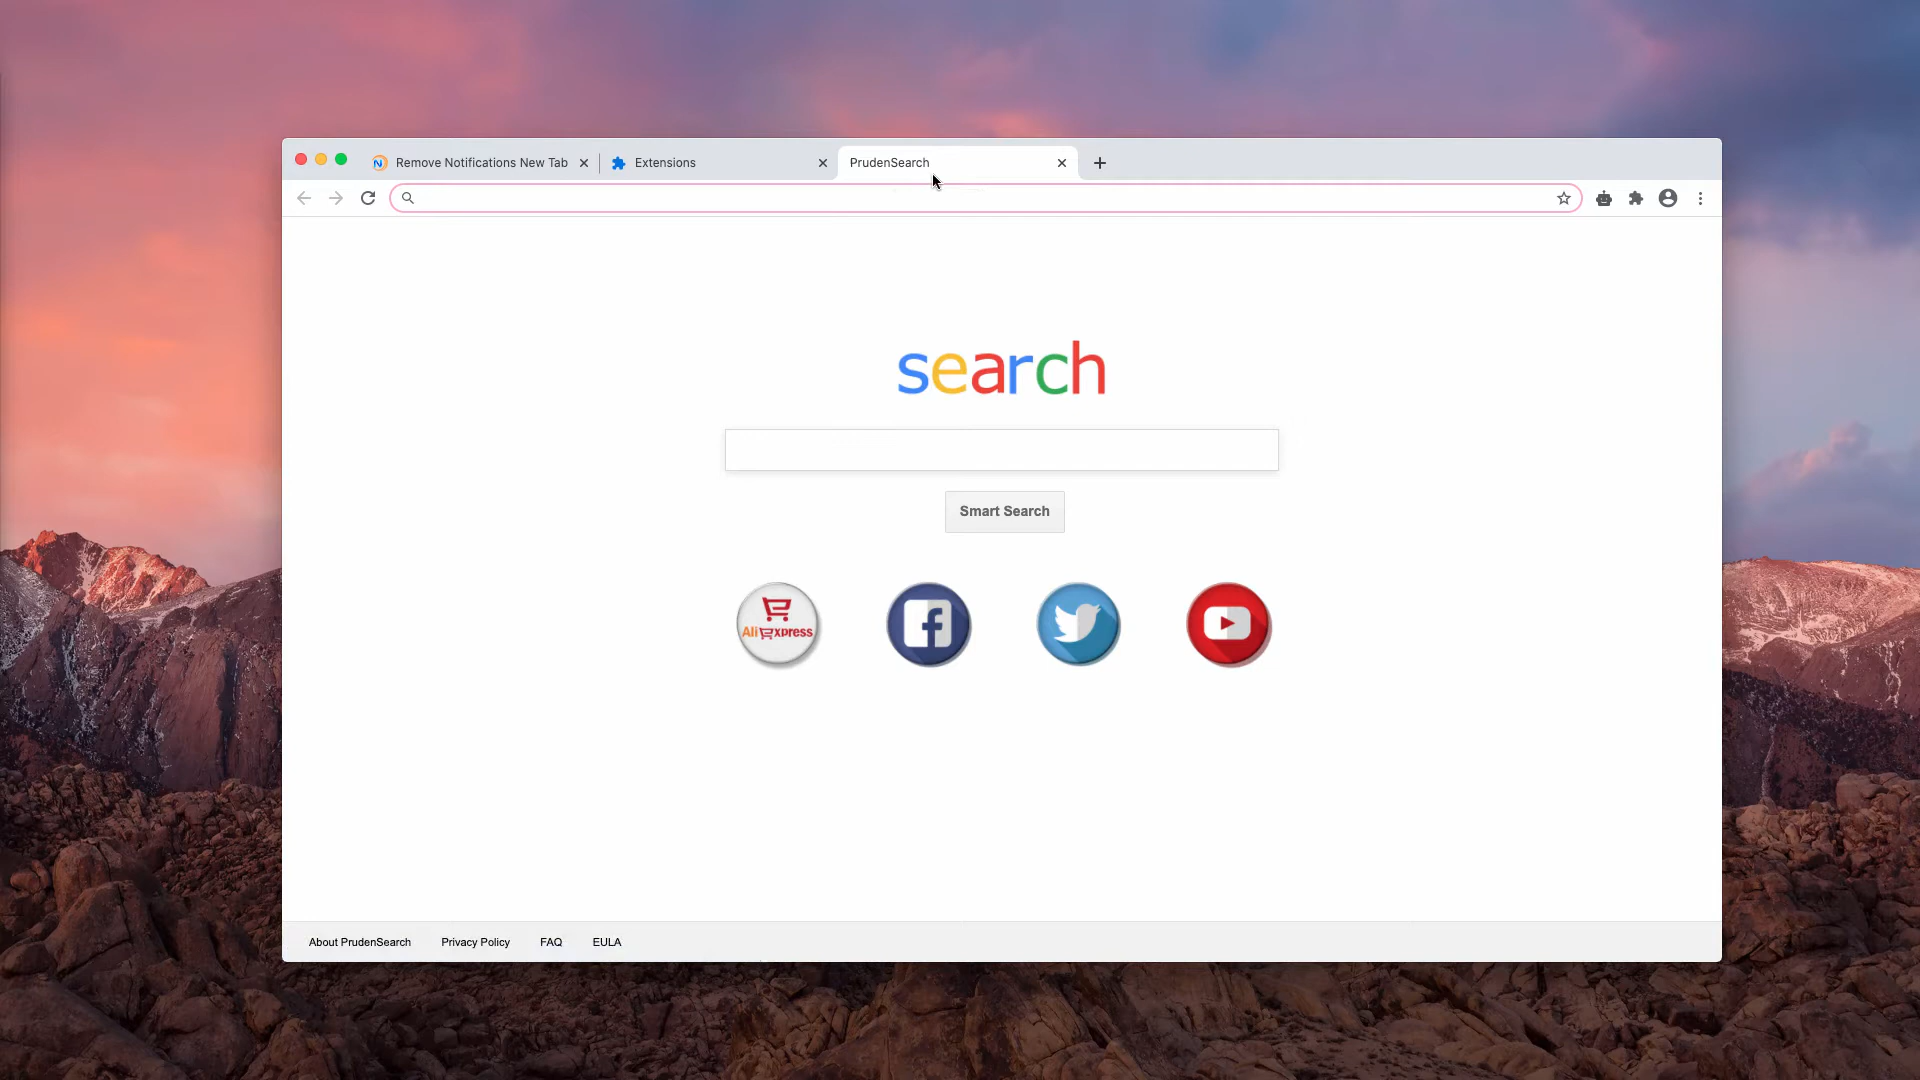 Remove Notifications New Tab
Extensions
PrudenSearch
search
Smart Search
AliExpress
About PrudenSearch
Privacy Policy
FAQ
EULA